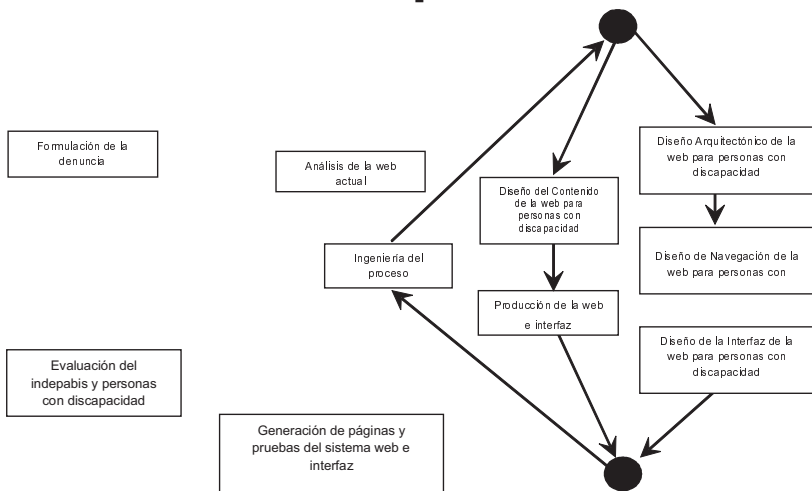 Formulación de la
denuncia
Análisis de la web
actual
Ingeniería del
proceso
Diseño del Contenido
de la web para
personas con
discapacidad
Producción de la web
e interfaz
Diseño Arquitectónico de la
web para personas con
discapacidad
Diseño de Navegación de la
web para personas con
Diseño de la Interfaz de la
web para personas con
discapacidad
Evaluación del
indepabis y personas
con discapacidad
Generación de páginas y
pruebas del sistema web e
interfaz